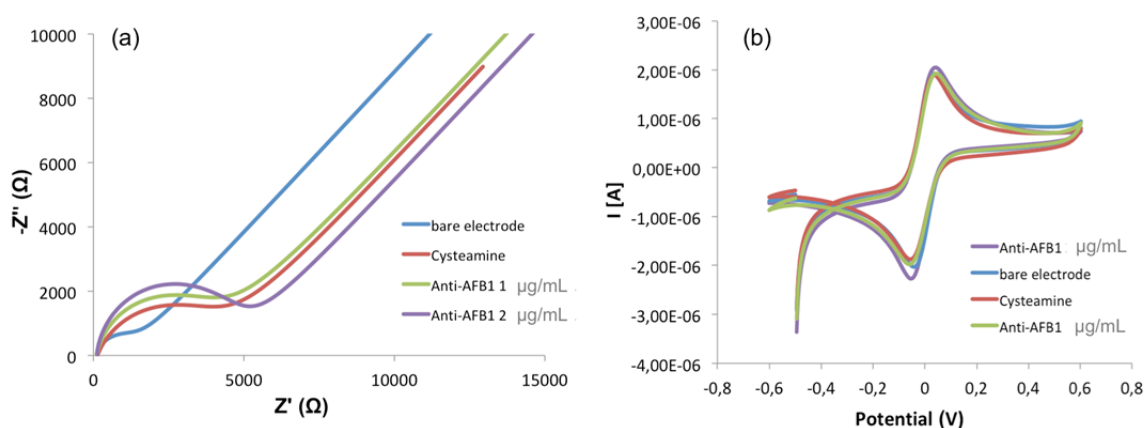 (a)
10000
8000
6000
4000
2000
0
-Z'' (Ω)
bare electrode
Cysteamine
Anti-AFB1 1 µg/mL
Anti-AFB1 2 µg/mL
0 5000 10000 15000
Z' (Ω)
(b)
3,00E-06
2,00E-06
1,00E-06
0,00E+00
-1,00E-06
-2,00E-06
-3,00E-06
-4,00E-06
I [A]
Anti-AFB1 µg/mL
bare electrode
Cysteamine
Anti-AFB1 µg/mL
-0,8 -0,6 -0,4 -0,2 0 0,2 0,4 0,6 0,8
Potential (V)